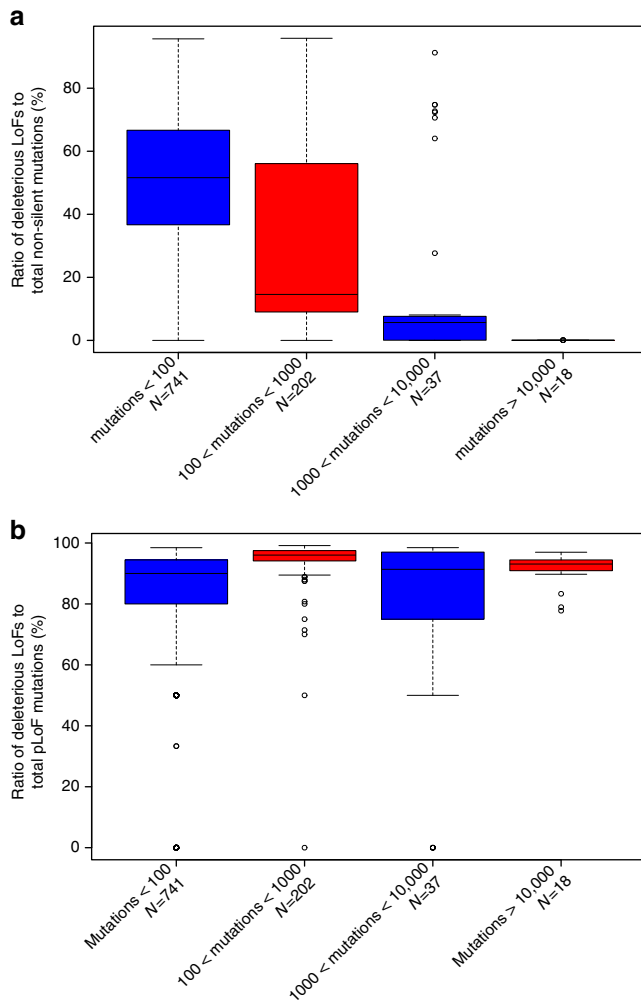 a
Ratio of deleterious LoFs to
total non-silent mutations (%)
80
60
40
20
0
mutations < 100
N=741
100 < mutations < 1000
N=202
1000 < mutations < 10,000
N=37
mutations > 10,000
N=18
b
Ratio of deleterious LoFs to
total pLoF mutations (%)
100
80
60
40
20
0
Mutations < 100
N=741
100 < mutations < 1000
N=202
1000 < mutations < 10,000
N=37
Mutations > 10,000
N=18